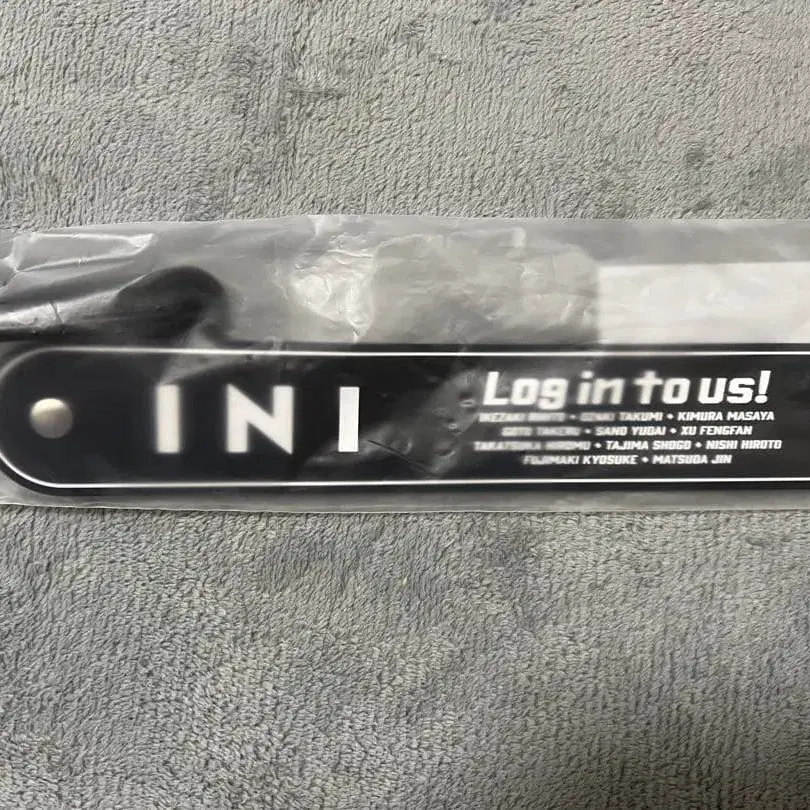 INI
Log in to us!
IKEZAKI RIHITO • OZAKI TAKUMI • KIMURA MASAYA
GOTO TAKERU • SANO YUDAI • XU FENGFAN
TAKATSUKA HIROMU • TAJIMA SHOGO • NISHI HIROTO
FUJIMAKI KYOSUKE • MATSUDA JIN